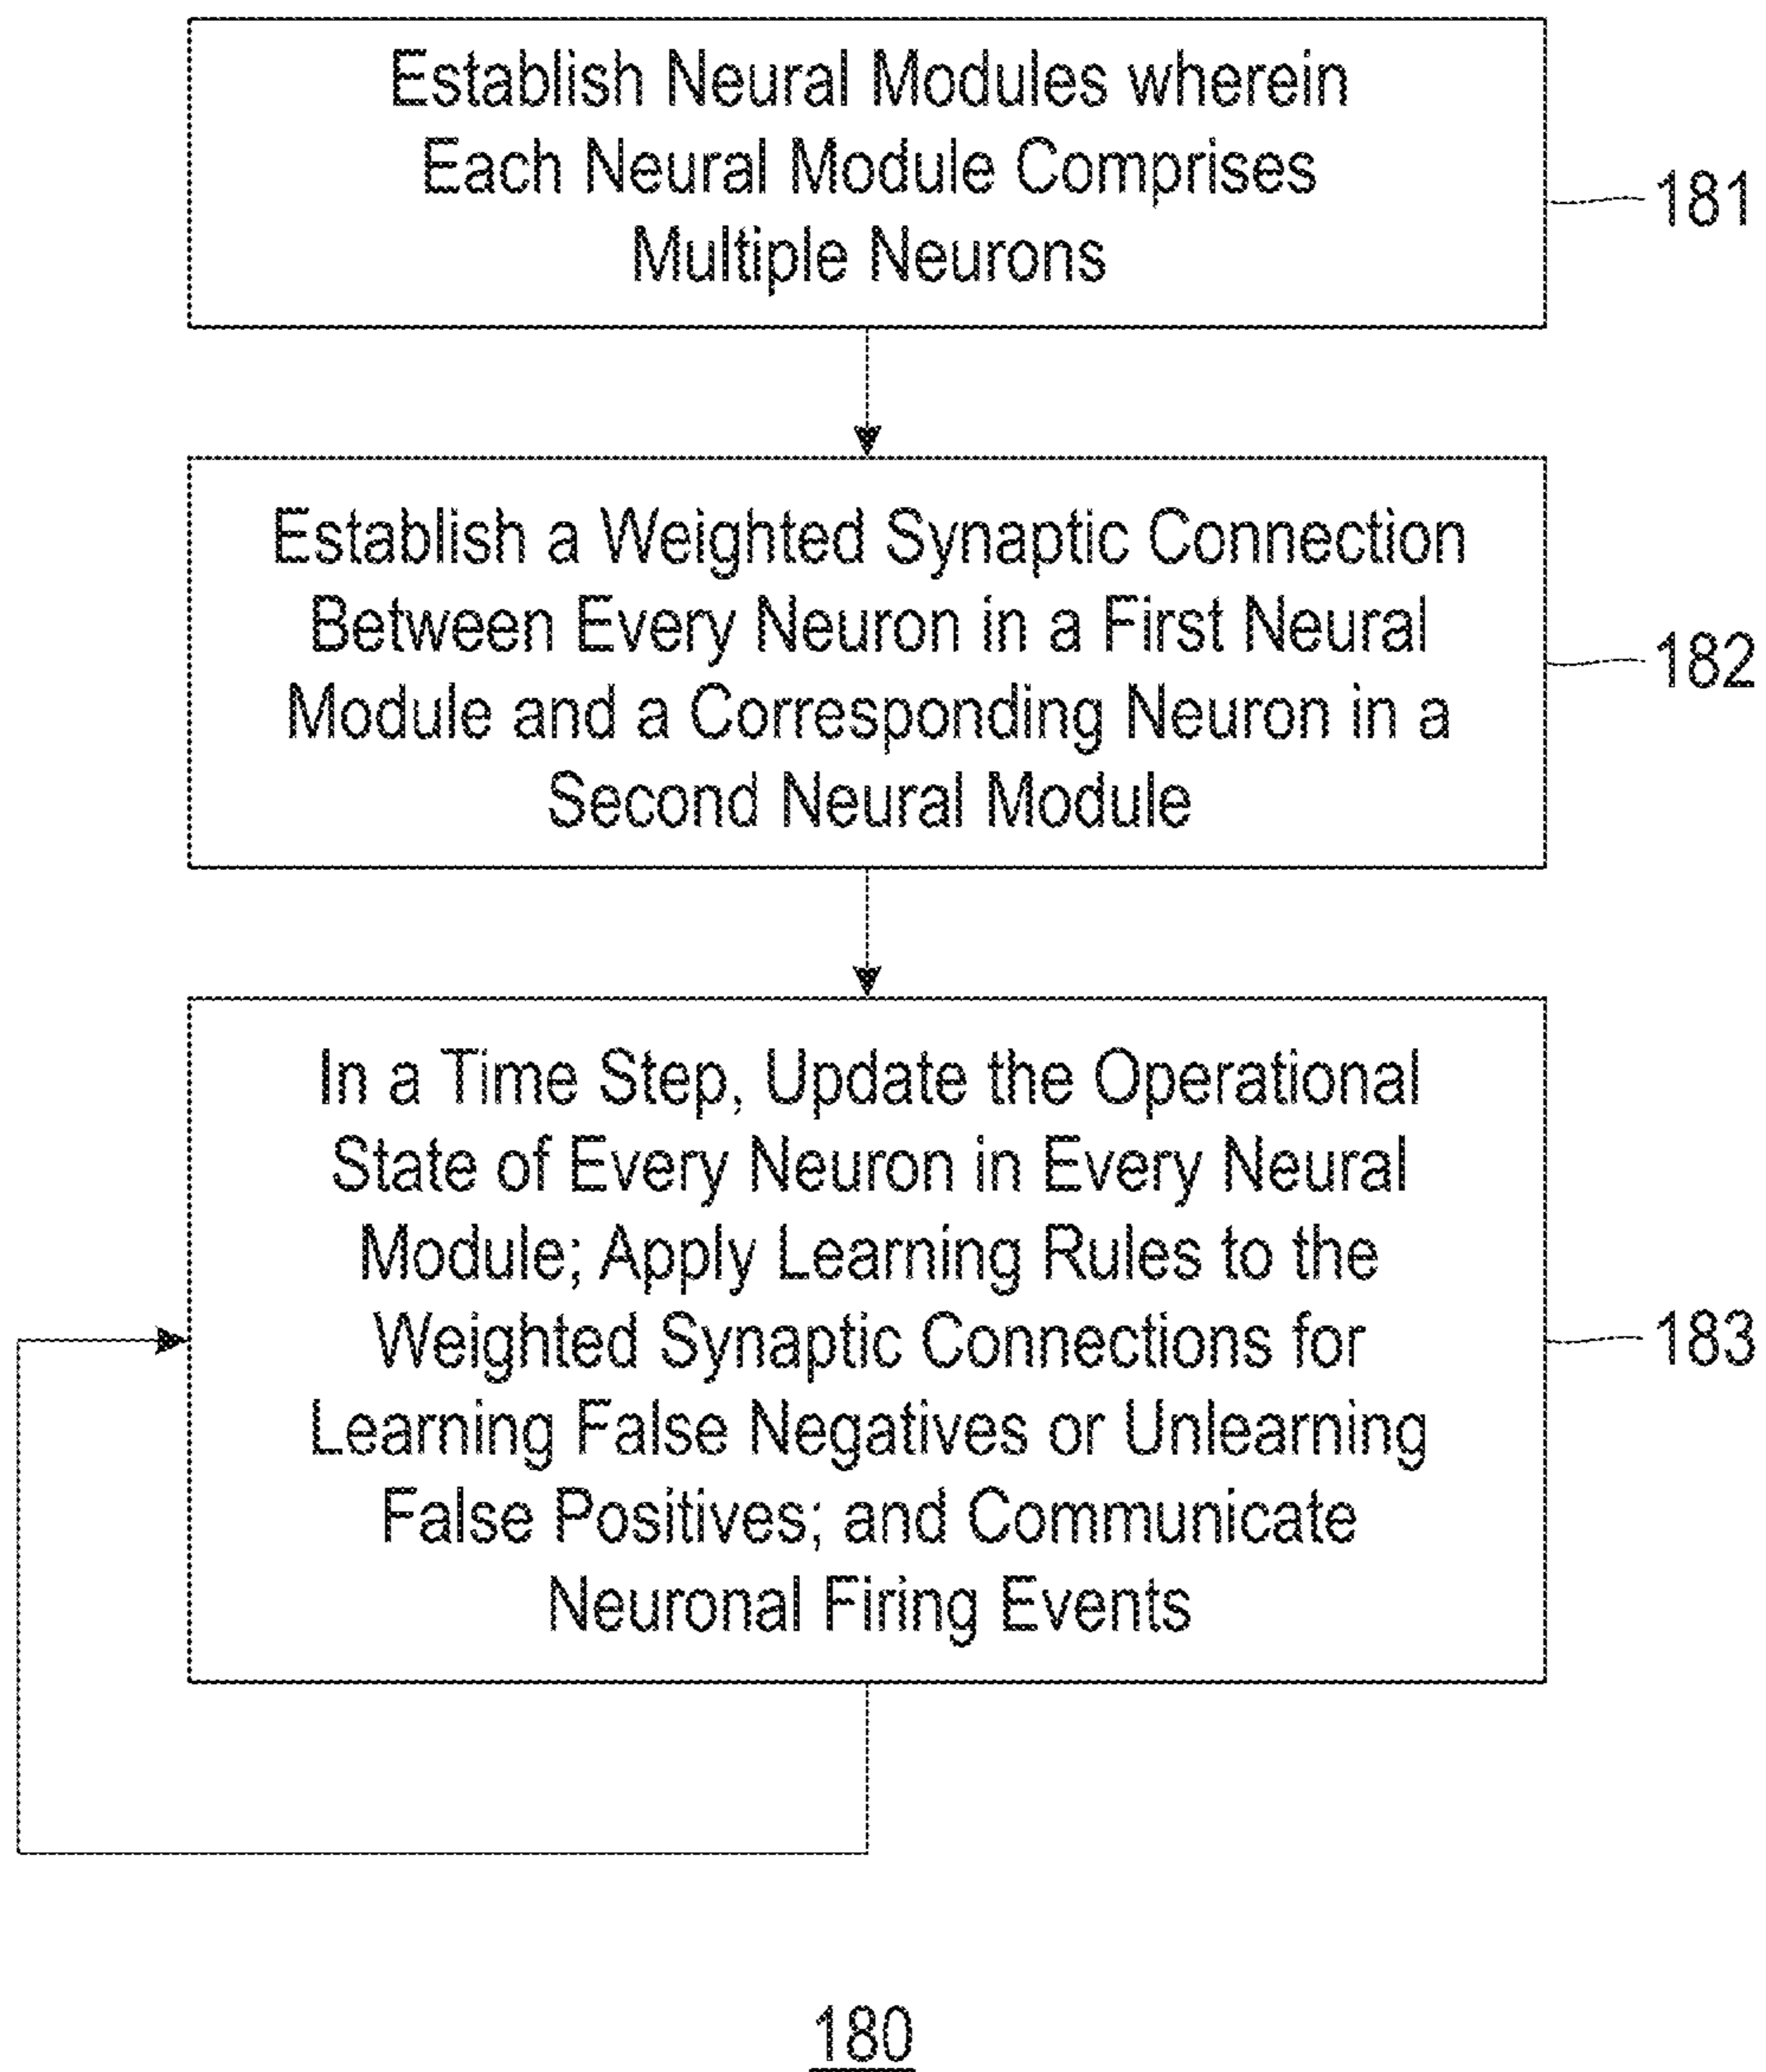 Establish Neural Modules wherein
Each Neural Module Comprises
Multiple Neurons
181
Establish a Weighted Synaptic Connection
Between Every Neuron in a First Neural
Module and a Corresponding Neuron in a
Second Neural Module
182
In a Time Step, Update the Operational
State of Every Neuron in Every Neural
Module; Apply Learning Rules to the
Weighted Synaptic Connections for
Learning False Negatives or Unlearning
False Positives; and Communicate
Neuronal Firing Events
183
180